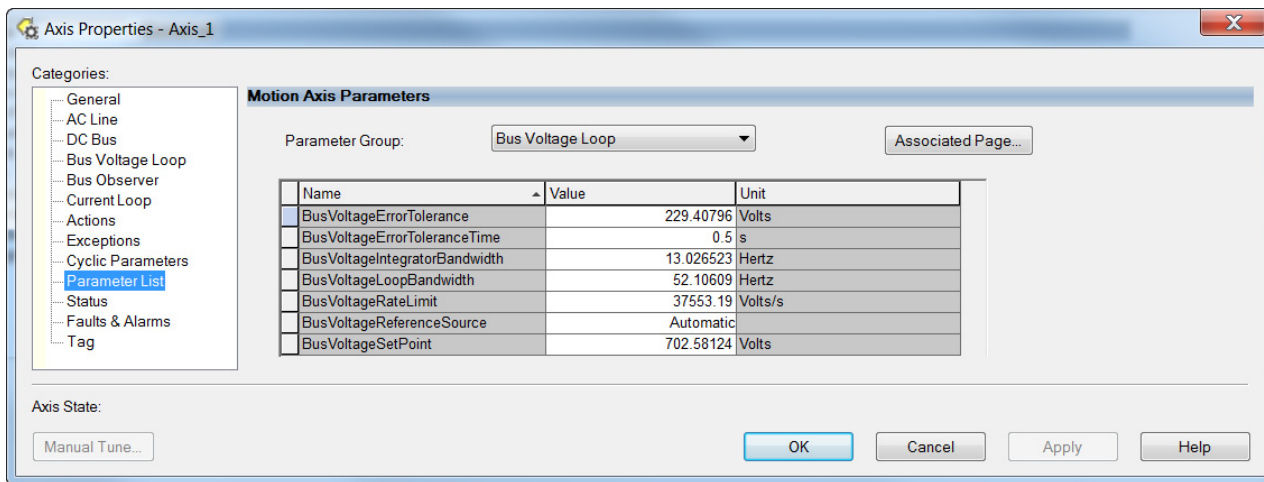 Axis Properties - Axis_1
X
Categories:
General
AC Line
DC Bus
Bus Voltage Loop
Bus Observer
Current Loop
Actions
Exceptions
Cyclic Parameters
Parameter List
Status
Faults & Alarms
Tag
Motion Axis Parameters
Parameter Group: Bus Voltage Loop Associated Page...
Name Value Unit
BusVoltageErrorTolerance 229.40796 Volts
BusVoltageErrorToleranceTime 0.5 s
BusVoltageIntegratorBandwidth 13.026523 Hertz
BusVoltageLoopBandwidth 52.10609 Hertz
BusVoltageRateLimit 37553.19 Volts/s
BusVoltageReferenceSource Automatic
BusVoltageSetPoint 702.58124 Volts
Axis State:
Manual Tune... OK Cancel Apply Help